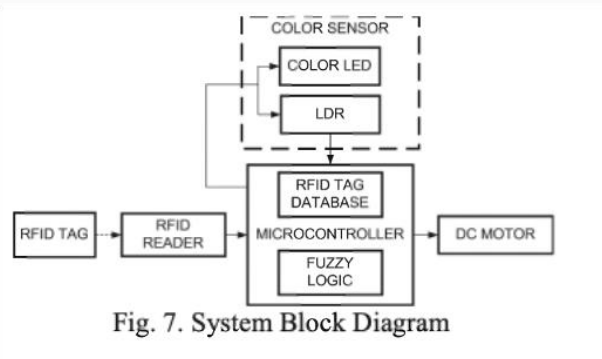 COLOR SENSOR
COLOR LED
LDR
RFID TAG
DATABASE
RFID TAG
RFID
READER
MICROCONTROLLER
DC MOTOR
FUZZY
LOGIC
Fig. 7. System Block Diagram